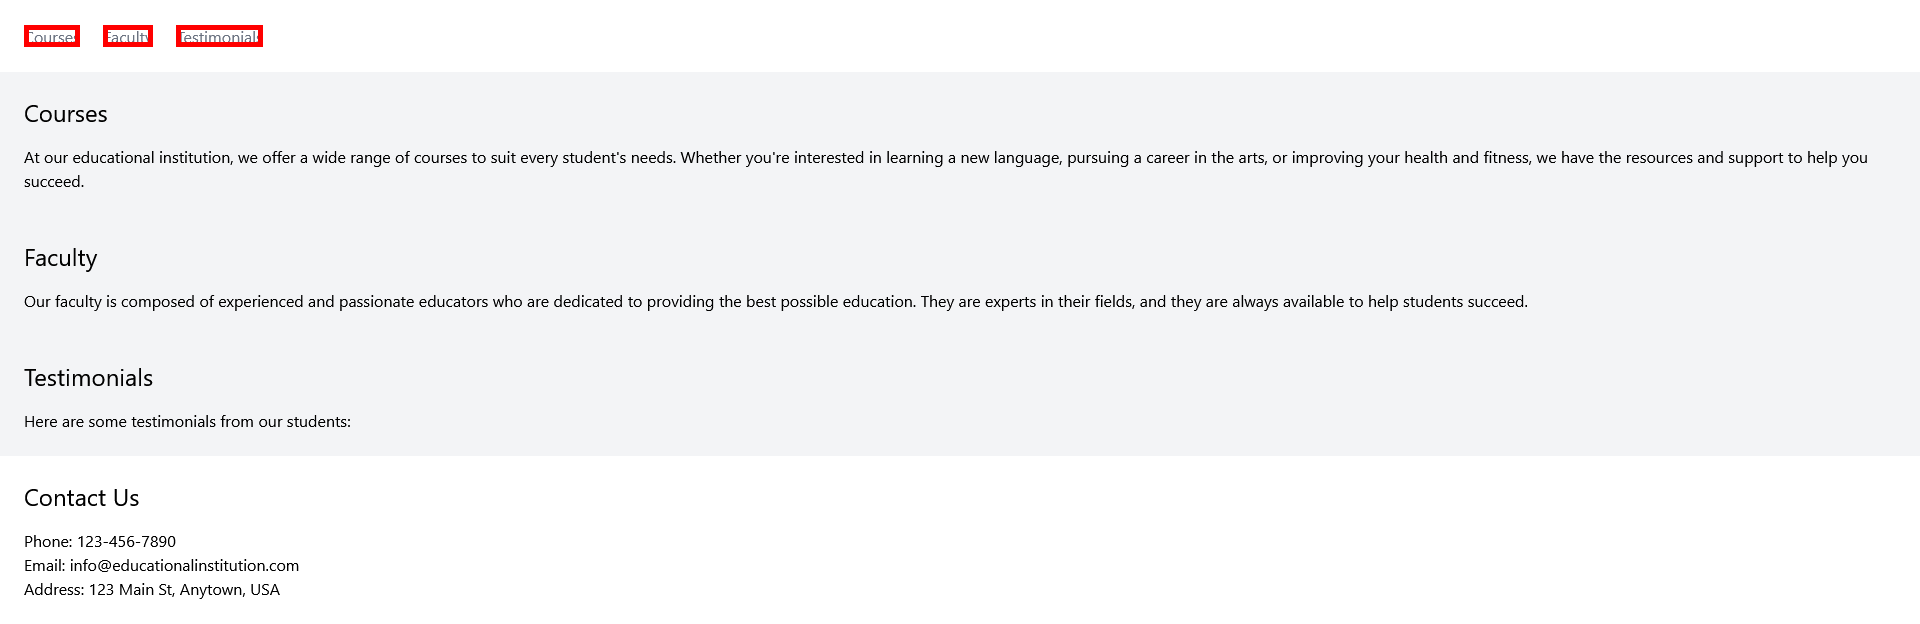 Courses Faculty Testimonials
Courses
At our educational institution, we offer a wide range of courses to suit every student's needs. Whether you're interested in learning a new language, pursuing a career in the arts, or improving your health and fitness, we have the resources and support to help you
succeed.
Faculty
Our faculty is composed of experienced and passionate educators who are dedicated to providing the best possible education. They are experts in their fields, and they are always available to help students succeed.
Testimonials
Here are some testimonials from our students:
Contact Us
Phone: 123-456-7890
Email: info@educationalinstitution.com
Address: 123 Main St, Anytown, USA